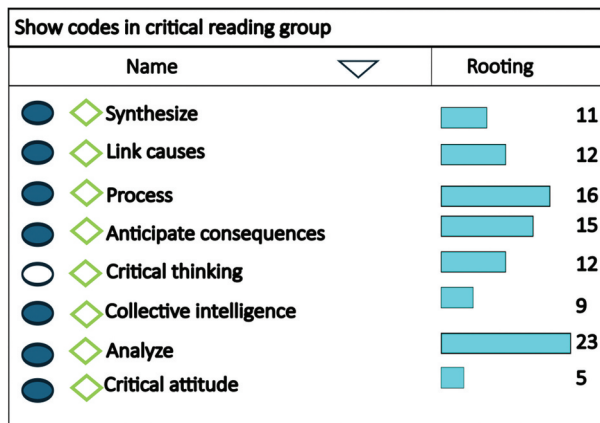 Show codes in critical reading group
Name Rooting
Synthesize 11
Link causes 12
Process 16
Anticipate consequences 15
Critical thinking 12
Collective intelligence 9
Analyze 23
Critical attitude 5